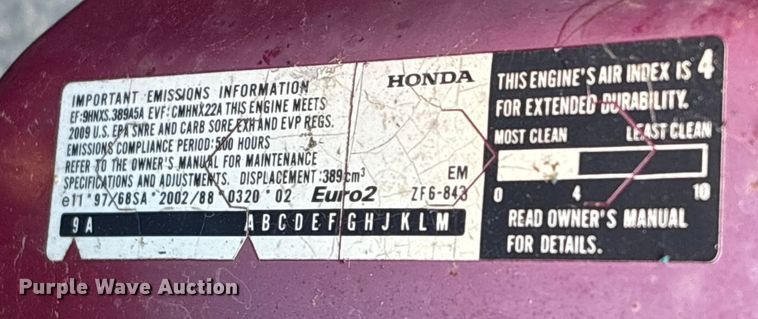 IMPORTANT EMISSIONS INFORMATION
EF:9HNXS.389A5A EVF: CMHNX22A THIS ENGINE MEETS
2009 U.S. EPA SNRE AND CARB SORE EXH AND EVP REGS.
EMISSIONS COMPLIANCE PERIOD: 500 HOURS
REFER TO THE OWNER'S MANUAL FOR MAINTENANCE
SPECIFICATIONS AND ADJUSTMENTS. DISPLACEMENT: 389cm³
e11*97/68SA*2002/88*0320*02 Euro2
9 A ABCDEFGHJKLM
HONDA
EM
ZF6-843
THIS ENGINE'S AIR INDEX IS 4
FOR EXTENDED DURABILITY.
MOST CLEAN LEAST CLEAN
0 4 10
READ OWNER'S MANUAL
FOR DETAILS.
Purple Wave Auction